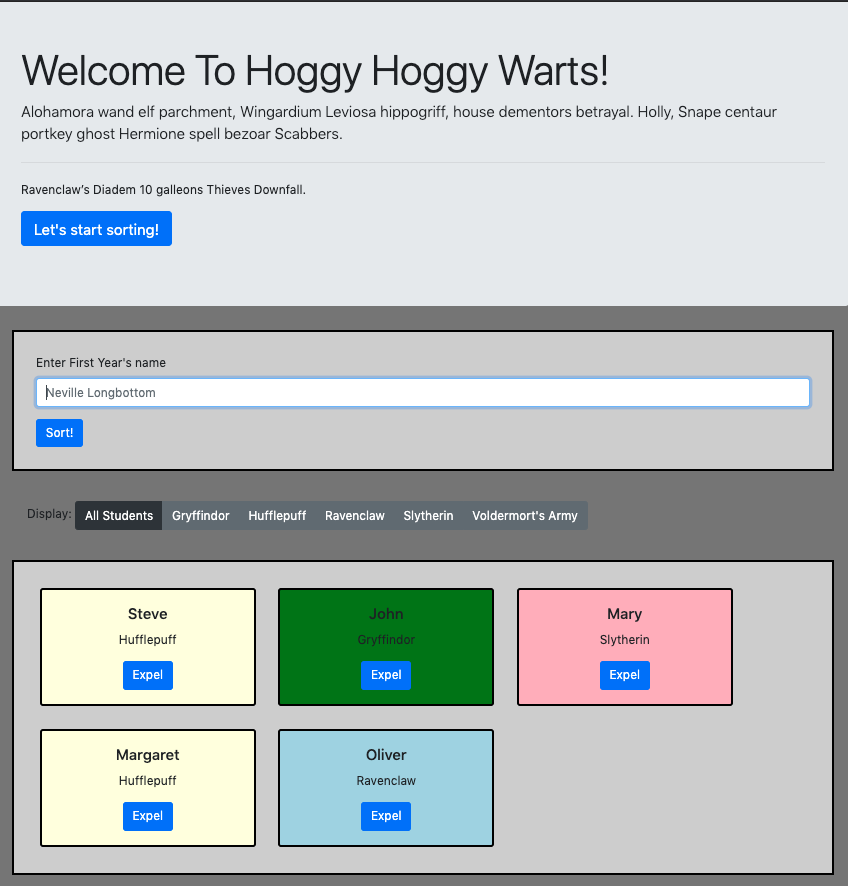 Welcome To Hoggy Hoggy Warts!
Alohamora wand elf parchment, Wingardium Leviosa hippogriff, house dementors betrayal. Holly, Snape centaur
portkey ghost Hermione spell bezoar Scabbers.
Ravenclaw’s Diadem 10 galleons Thieves Downfall.
Let's start sorting!
Enter First Year's name
Neville Longbottom
Sort!
Display: All Students Gryffindor Hufflepuff Ravenclaw Slytherin Voldermort's Army
Steve
Hufflepuff
Expel
John
Gryffindor
Expel
Mary
Slytherin
Expel
Margaret
Hufflepuff
Expel
Oliver
Ravenclaw
Expel